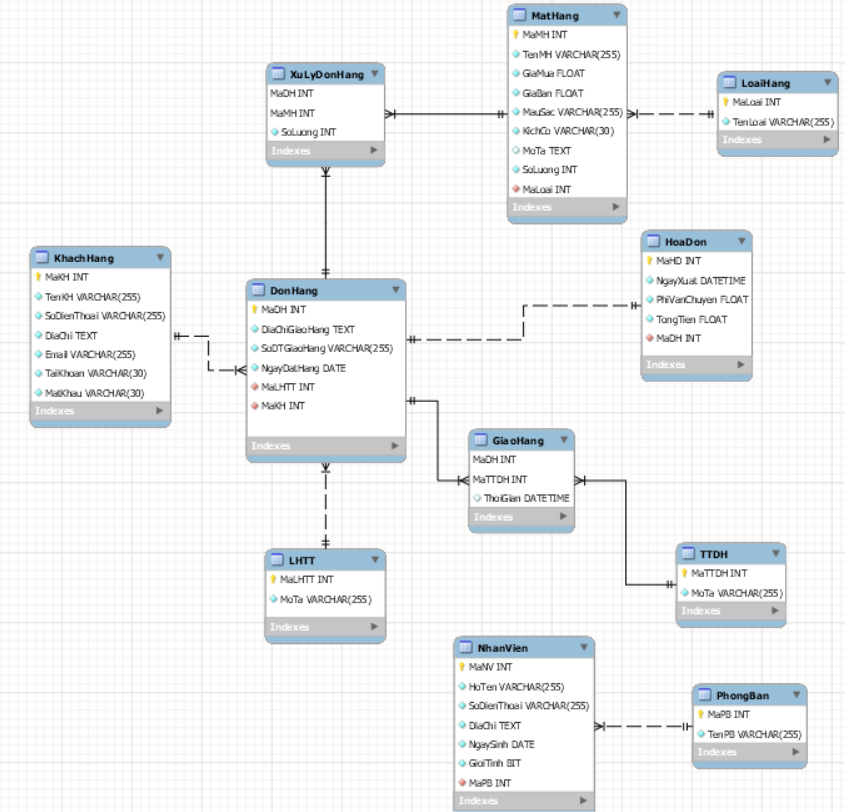 MatHang
MaMH INT
TenMH VARCHAR(255)
GiaMua FLOAT
GiaBan FLOAT
MauSac VARCHAR(255)
KichCo VARCHAR(30)
MoTa TEXT
SoLuong INT
MaLoai INT
Indexes
XuLyDonHang
MaDH INT
MaMH INT
SoLuong INT
Indexes
LoaiHang
MaLoai INT
TenLoai VARCHAR(255)
Indexes
KhachHang
MaKH INT
TenKH VARCHAR(255)
SoDienThoai VARCHAR(255)
DiaChi TEXT
Email VARCHAR(255)
TaiKhoan VARCHAR(30)
MatKhau VARCHAR(30)
Indexes
DonHang
MaDH INT
DiaChiGiaoHang TEXT
SoDTGiaoHang VARCHAR(255)
NgayDatHang DATE
MaLHTT INT
MaKH INT
Indexes
HoaDon
MaHD INT
NgayXuat DATETIME
PhiVanChuyen FLOAT
TongTien FLOAT
MaDH INT
Indexes
GiaoHang
MaDH INT
MaTTDH INT
ThoiGian DATETIME
Indexes
LHTT
MaLHTT INT
MoTa VARCHAR(255)
Indexes
TTDH
MaTTDH INT
MoTa VARCHAR(255)
Indexes
NhanVien
MaNV INT
HoTen VARCHAR(255)
SoDienThoai VARCHAR(255)
DiaChi TEXT
NgaySinh DATE
GioiTinh BIT
MaPB INT
Indexes
PhongBan
MaPB INT
TenPB VARCHAR(255)
Indexes